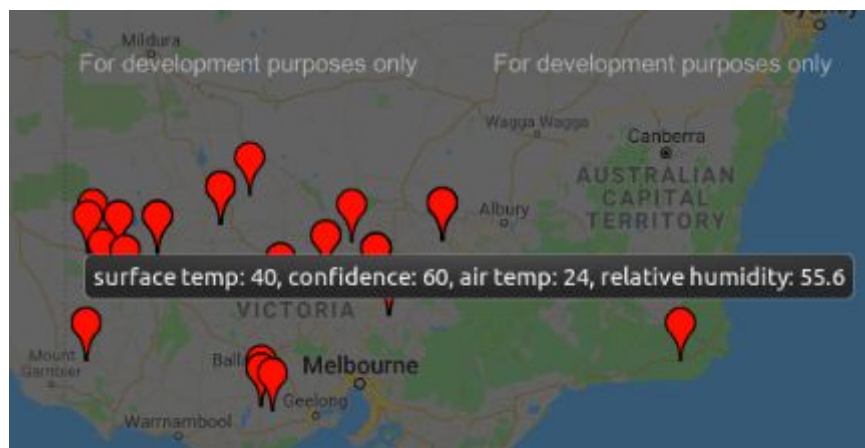 Sydney
Mildura
For development purposes only
For development purposes only
Wagga Wagga
Canberra
AUSTRALIAN
CAPITAL
TERRITORY
Albury
surface temp: 40, confidence: 60, air temp: 24, relative humidity: 55.6
VICTORIA
Mount
Gambier
Balla
Melbourne
Geelong
Warrnambool